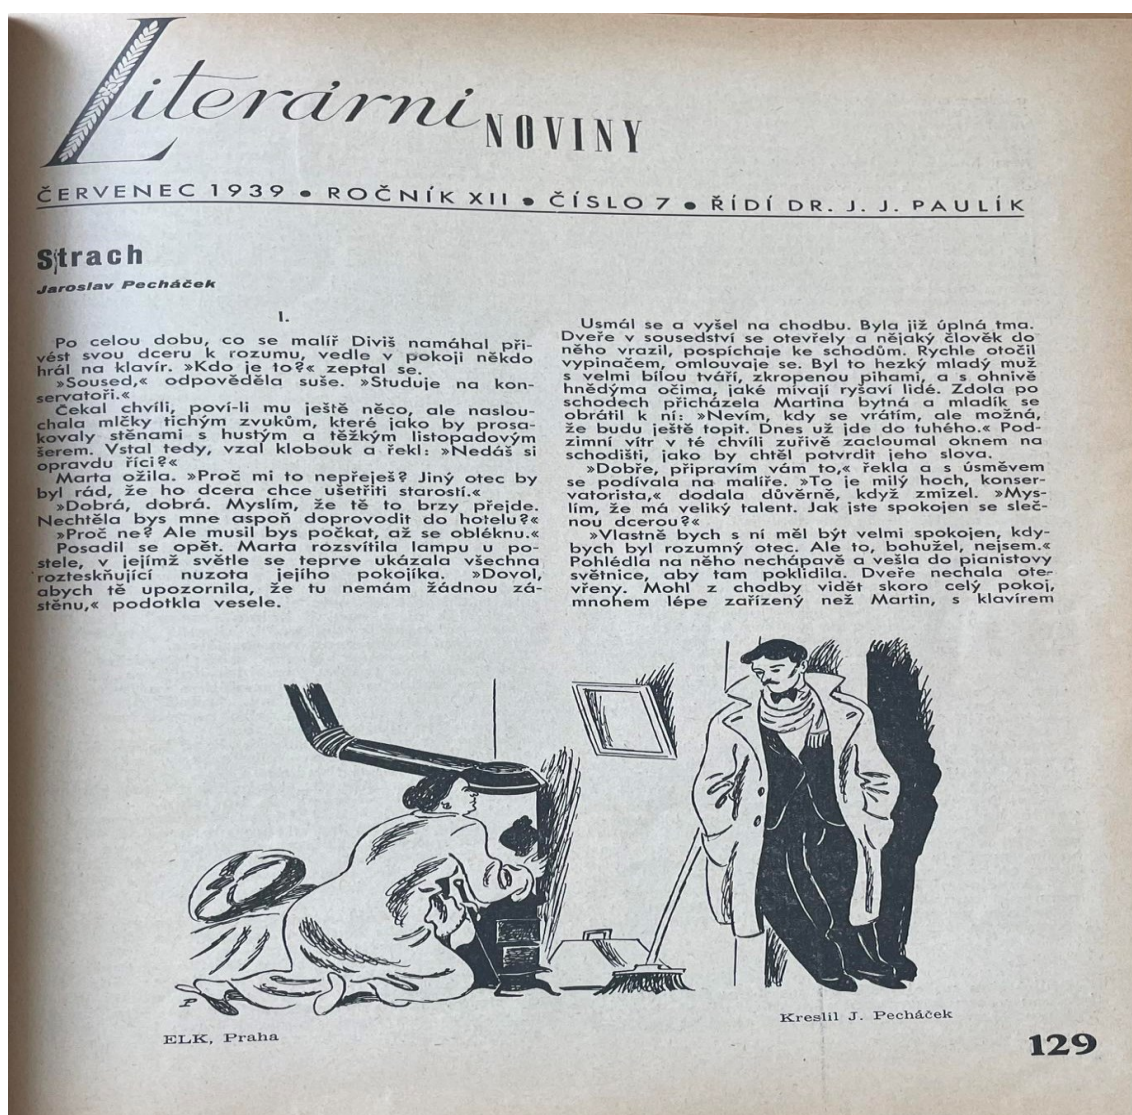 Literární NOVINY
ČERVENEC 1939 • ROČNÍK XII • ČÍSLO 7 • ŘÍDÍ DR. J. J. PAULÍK
Strach
Jaroslav Pecháček
I.
Po celou dobu, co se malíř Diviš namáhal při-
vést svou dceru k rozumu, vedle v pokoji někdo
hrál na klavír. »Kdo je to?« zeptal se.
»Soused,« odpověděla suše. »Studuje na kon-
servatoři.«
Čekal chvíli, poví-li mu ještě něco, ale naslou-
chala mlčky tichým zvukům, které jako by prosa-
kovaly stěnami s hustým a těžkým listopadovým
šerem. Vstal tedy, vzal klobouk a řekl: »Nedáš si
opravdu říci?«
Marta ožila. »Proč mi to nepřeješ? Jiný otec by
byl rád, že ho dcera chce ušetřiti starostí.«
»Dobrá, dobrá. Myslím, že tě to brzy přejde.
Nechtěla bys mne aspoň doprovodit do hotelu?«
»Proč ne? Ale musil bys počkat, až se obléknu.«
Posadil se opět. Marta rozsvítila lampu u po-
stele, v jejímž světle se teprve ukázala všechna
rozteskňující nuzota jejího pokojíka. »Dovol,
abych tě upozornila, že tu nemám žádnou zá-
stěnu,« podotkla vesele.
Usmál se a vyšel na chodbu. Byla již úplná tma.
Dveře v sousedství se otevřely a nějaký člověk do
něho vrazil, pospíchaje ke schodům. Rychle otočil
vypinačem, omlouvaje se. Byl to hezký mladý muž
s velmi bílou tváří, zkropenou pihami, a s ohnivě
hnědýma očima, jaké mívají ryšaví lidé. Zdola po
schodech přicházela Martina bytná a mladík se
obrátil k ní: »Nevím, kdy se vrátím, ale možná,
že budu ještě topit. Dnes už jde do tuhého.« Pod-
zimní vítr v té chvíli zuřivě zacloumal oknem na
schodišti, jako by chtěl potvrdit jeho slova.
»Dobře, připravím vám to,« řekla a s úsměvem
se podívala na malíře. »To je milý hoch, konser-
vatorista,« dodala důvěrně, když zmizel. »Mys-
lím, že má veliký talent. Jak jste spokojen se sleč-
nou dcerou?«
»Vlastně bych s ní měl být velmi spokojen, kdy-
bych byl rozumný otec. Ale to, bohužel, nejsem.«
Pohlédla na něho nechápavě a vešla do pianistovy
světnice, aby tam poklidila. Dveře nechala ote-
vřeny. Mohl z chodby vidět skoro celý pokoj,
mnohem lépe zařízený než Martin, s klavírem
ELK, Praha
Kreslil J. Pecháček
129